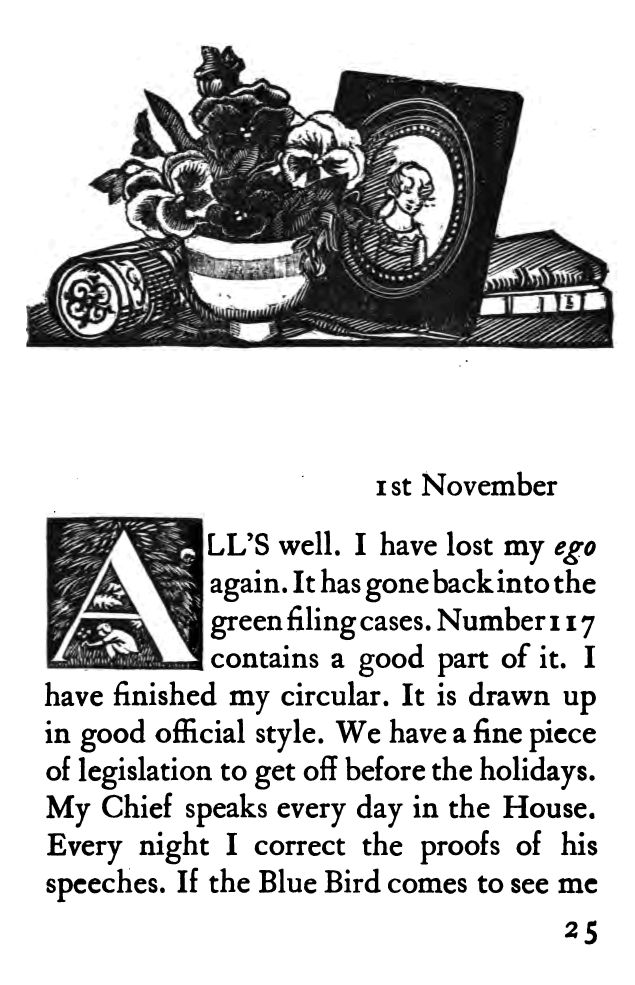 1st November
ALL'S well. I have lost my ego
again. It has gone back into the
green filing cases. Number 117
contains a good part of it. I
have finished my circular. It is drawn up
in good official style. We have a fine piece
of legislation to get off before the holidays.
My Chief speaks every day in the House.
Every night I correct the proofs of his
speeches. If the Blue Bird comes to see me
25